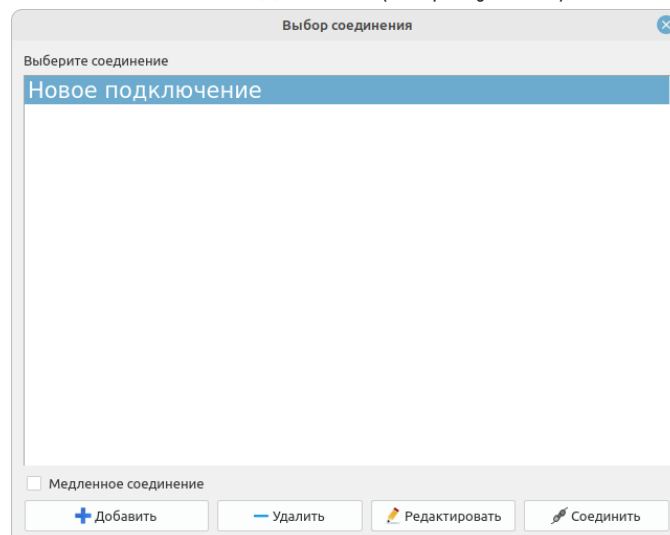 Выбор соединения
Выберите соединение
Новое подключение
Медленное соединение
Добавить
Удалить
Редактировать
Соединить